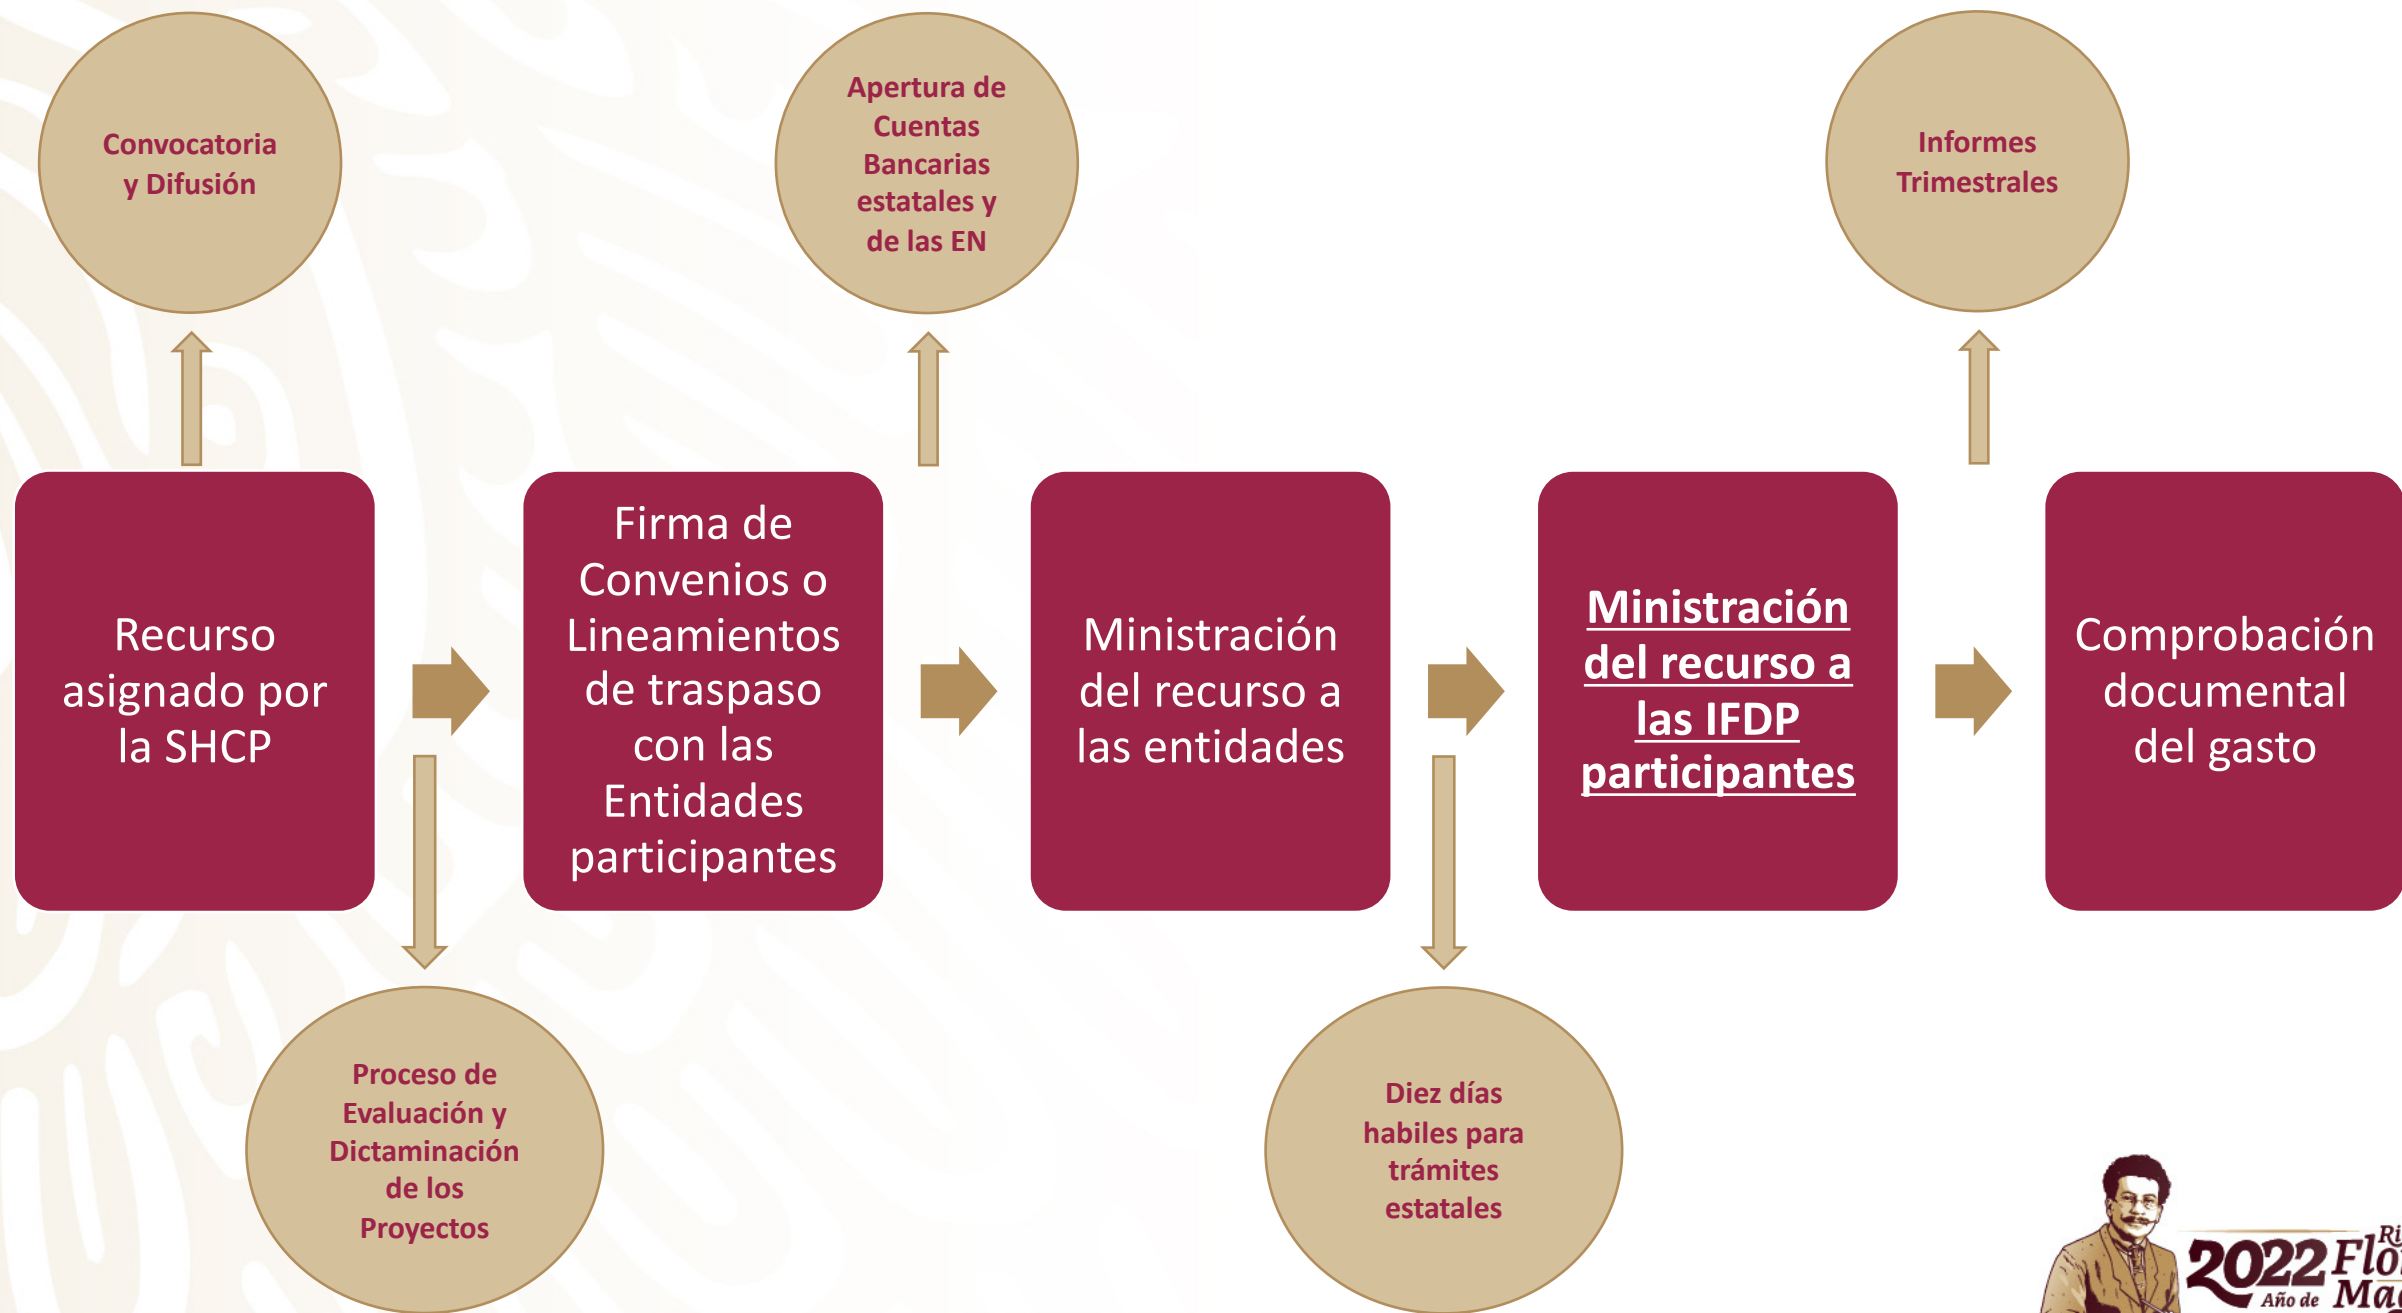 Convocatoria
y Difusión
Apertura de
Cuentas
Bancarias
estatales y
de las EN
Informes
Trimestrales
Recurso
asignado por
la SHCP
Firma de
Convenios o
Lineamientos
de traspaso
con las
Entidades
participantes
Ministración
del recurso a
las entidades
Ministración
del recurso a
las IFDP
participantes
Comprobación
documental
del gasto
Proceso de
Evaluación y
Dictaminación
de los
Proyectos
Diez días
habiles para
trámites
estatales
2022
Año de